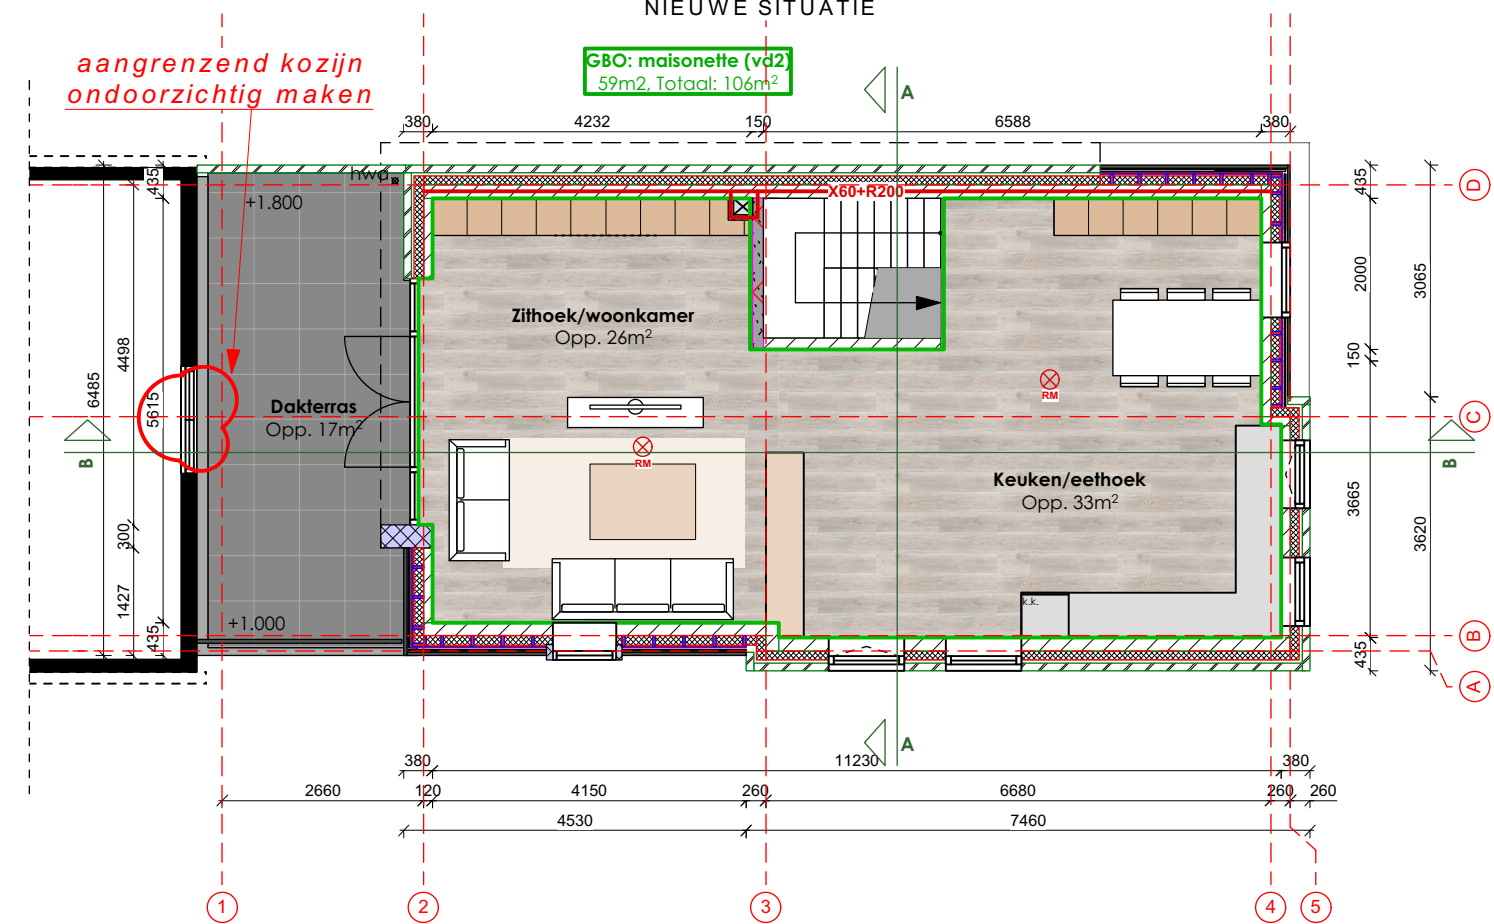 NIEUWE SITUATIE
aangrenzend kozijn
ondoorzichtig maken
GBO: maisonette (vd2)
59m2, Totaal: 106m²
A
380 4232 150 6588 380
hwa
+1.800
X60+R200
D
435
435
2000
3065
4498
6485
5615
Zithoek/woonkamer
Opp. 26m²
150
RM
Dakterras
Opp. 17m²
C
RM
B
B
Keuken/eethoek
Opp. 33m²
3665
3620
300
1427
k.k.
+1.000
435
435
B
A
A
380 11230 380
2660 120 4150 260 6680 260 260
4530 7460
1 2 3 4 5